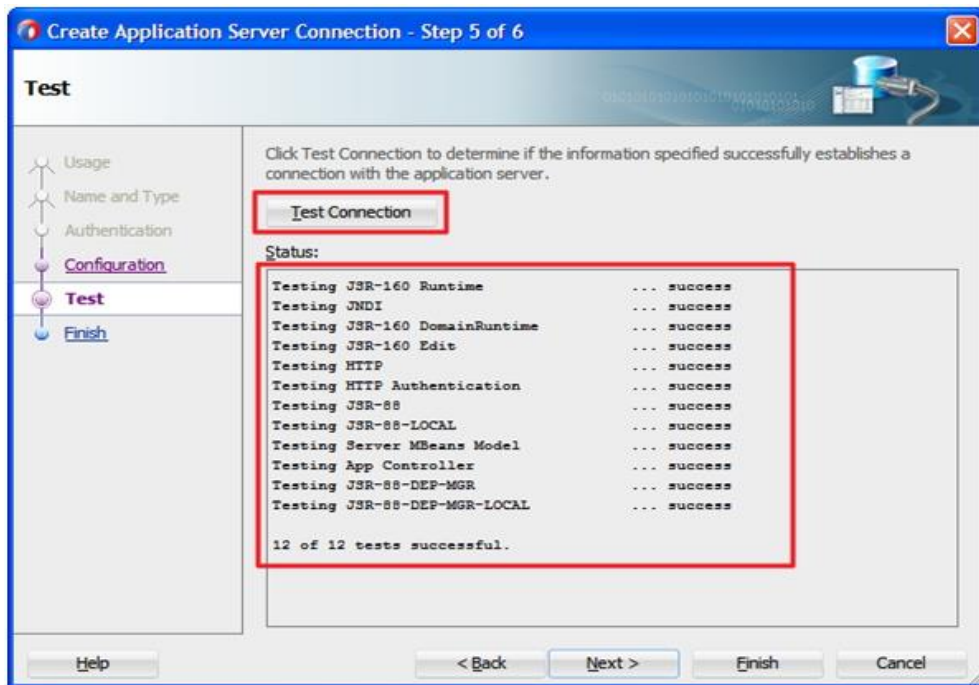 Create Application Server Connection - Step 5 of 6
Test
Usage
Name and Type
Authentication
Configuration
Test
Finish
Click Test Connection to determine if the information specified successfully establishes a
connection with the application server.
Test Connection
Status:
Testing JSR-160 Runtime ... success
Testing JNDI ... success
Testing JSR-160 DomainRuntime ... success
Testing JSR-160 Edit ... success
Testing HTTP ... success
Testing HTTP Authentication ... success
Testing JSR-88 ... success
Testing JSR-88-LOCAL ... success
Testing Server MBeans Model ... success
Testing App Controller ... success
Testing JSR-88-DEP-MGR ... success
Testing JSR-88-DEP-MGR-LOCAL ... success
12 of 12 tests successful.
Help
< Back
Next >
Finish
Cancel